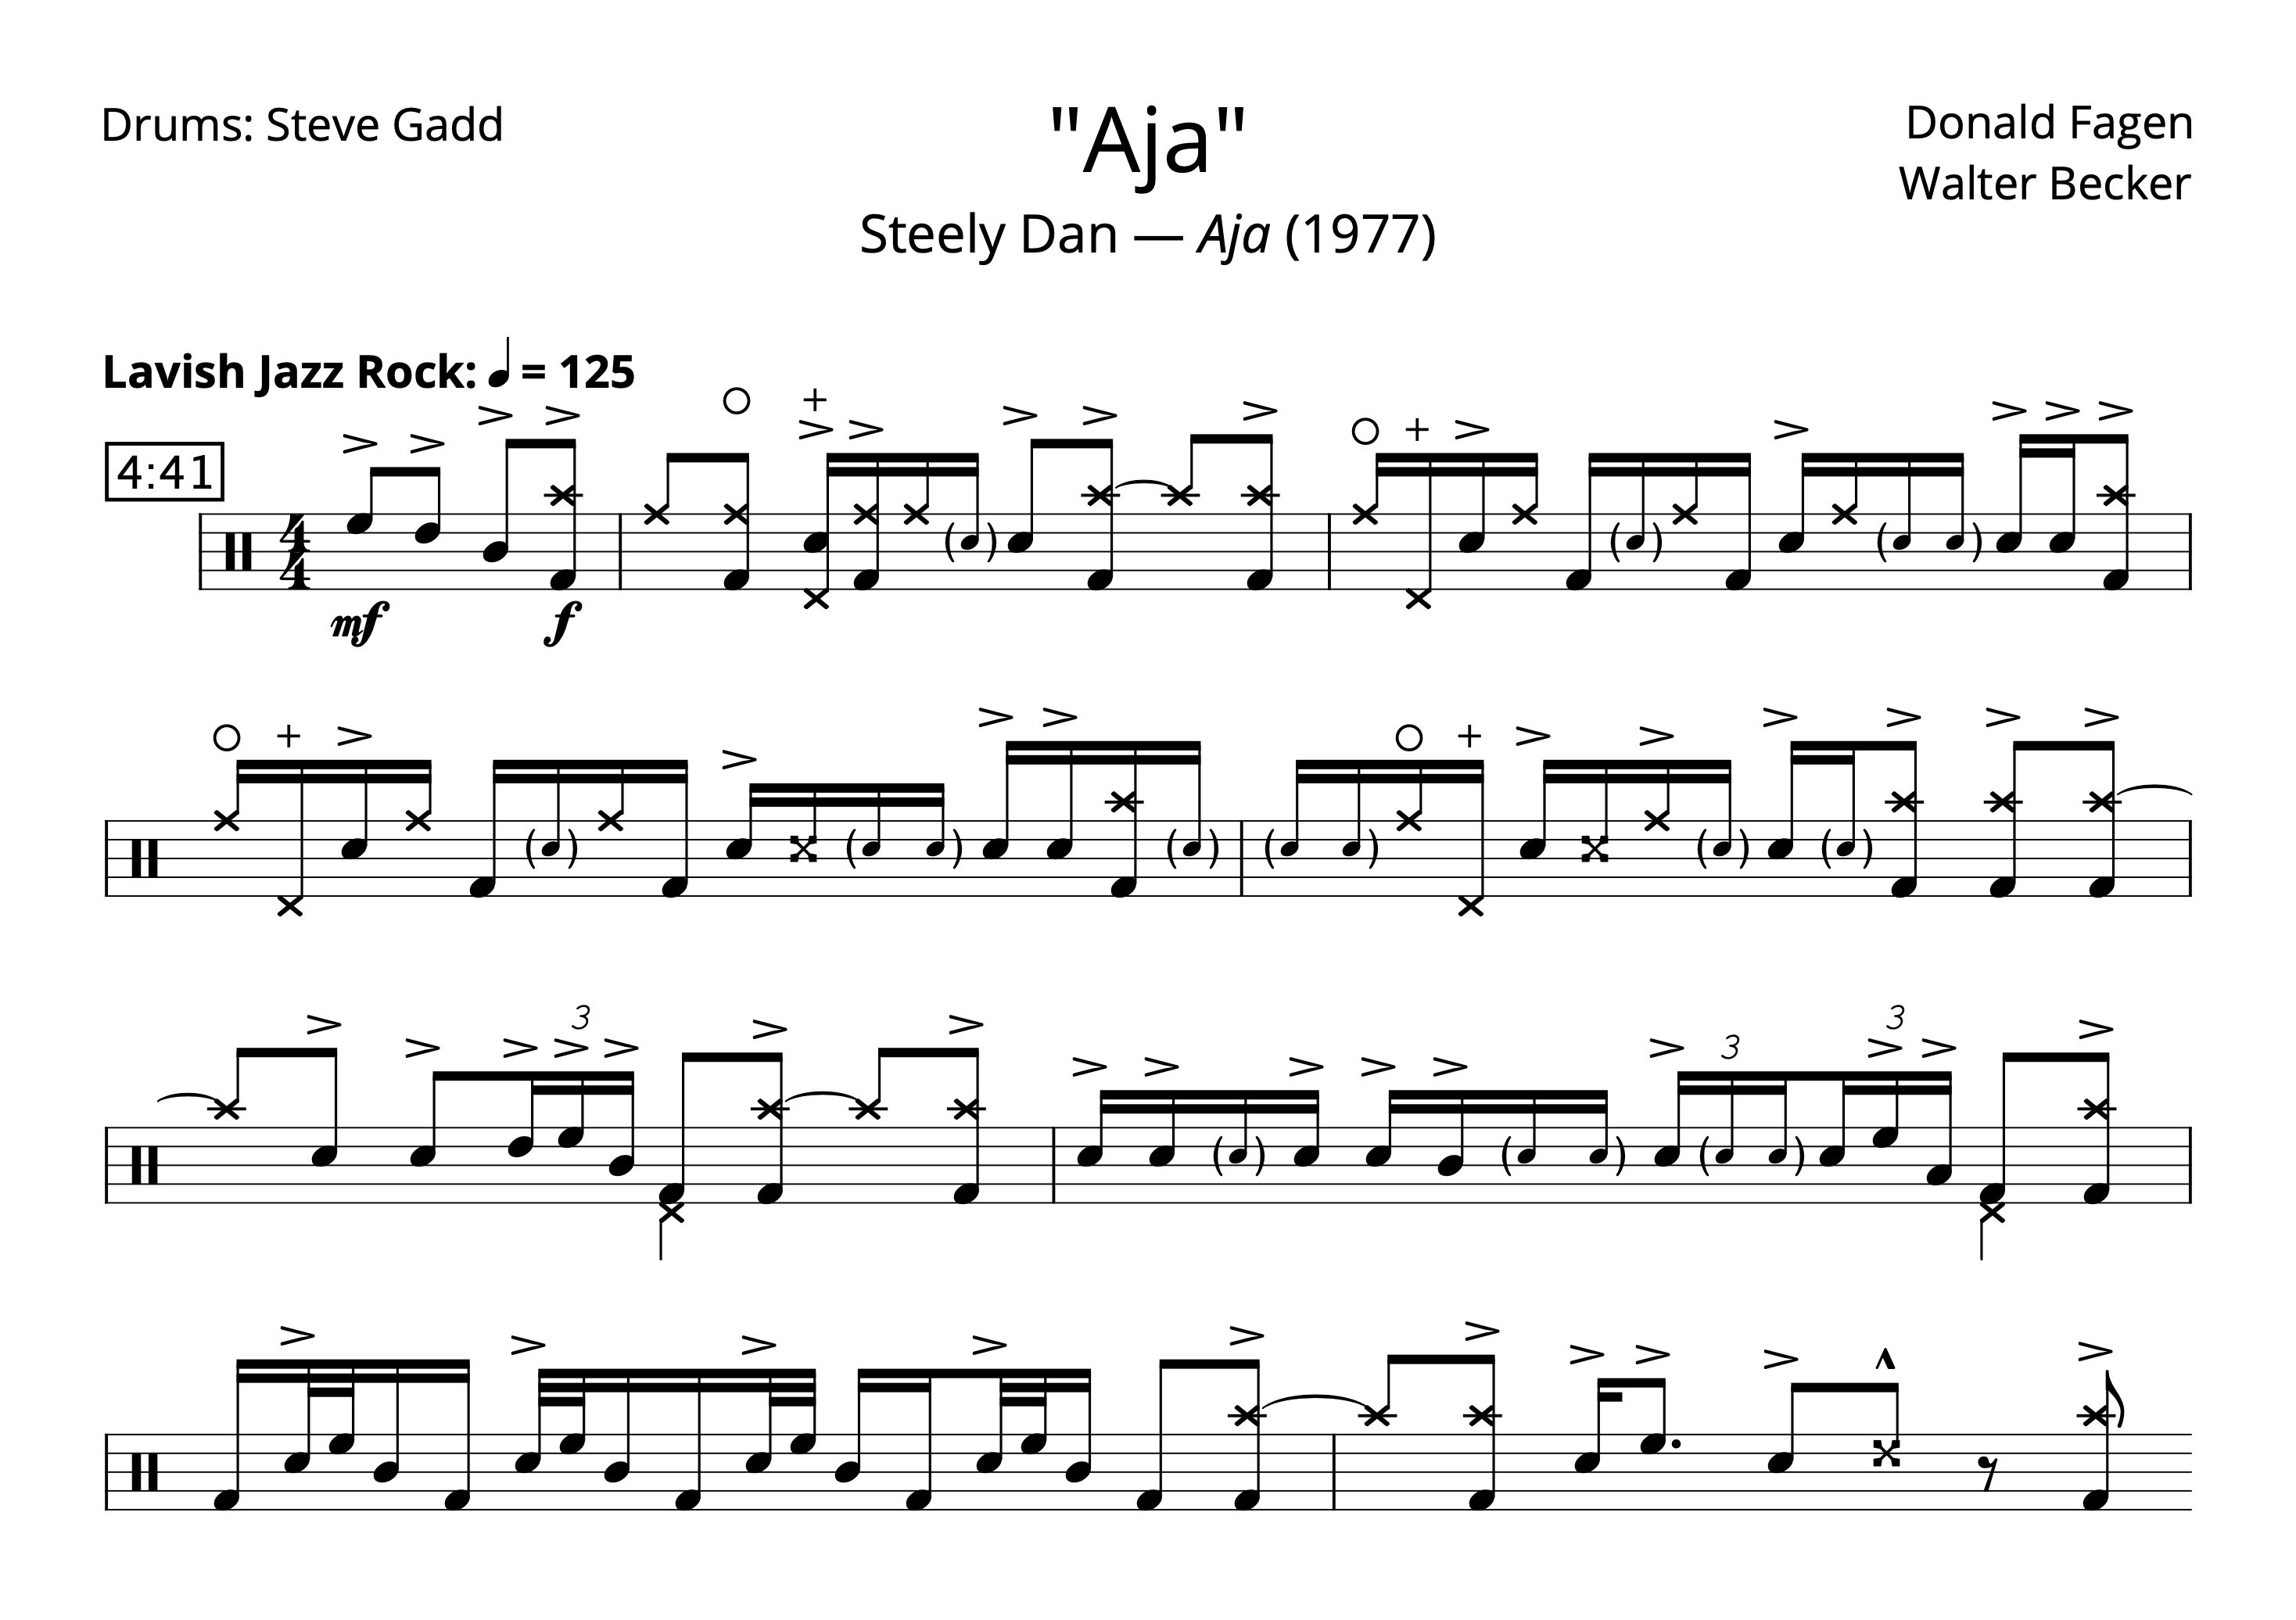 Drums: Steve Gadd
"Aja"
Steely Dan — Aja (1977)
Donald Fagen
Walter Becker
Lavish Jazz Rock: ♩ = 125
4:41
4
4
mf
f
3
3
3